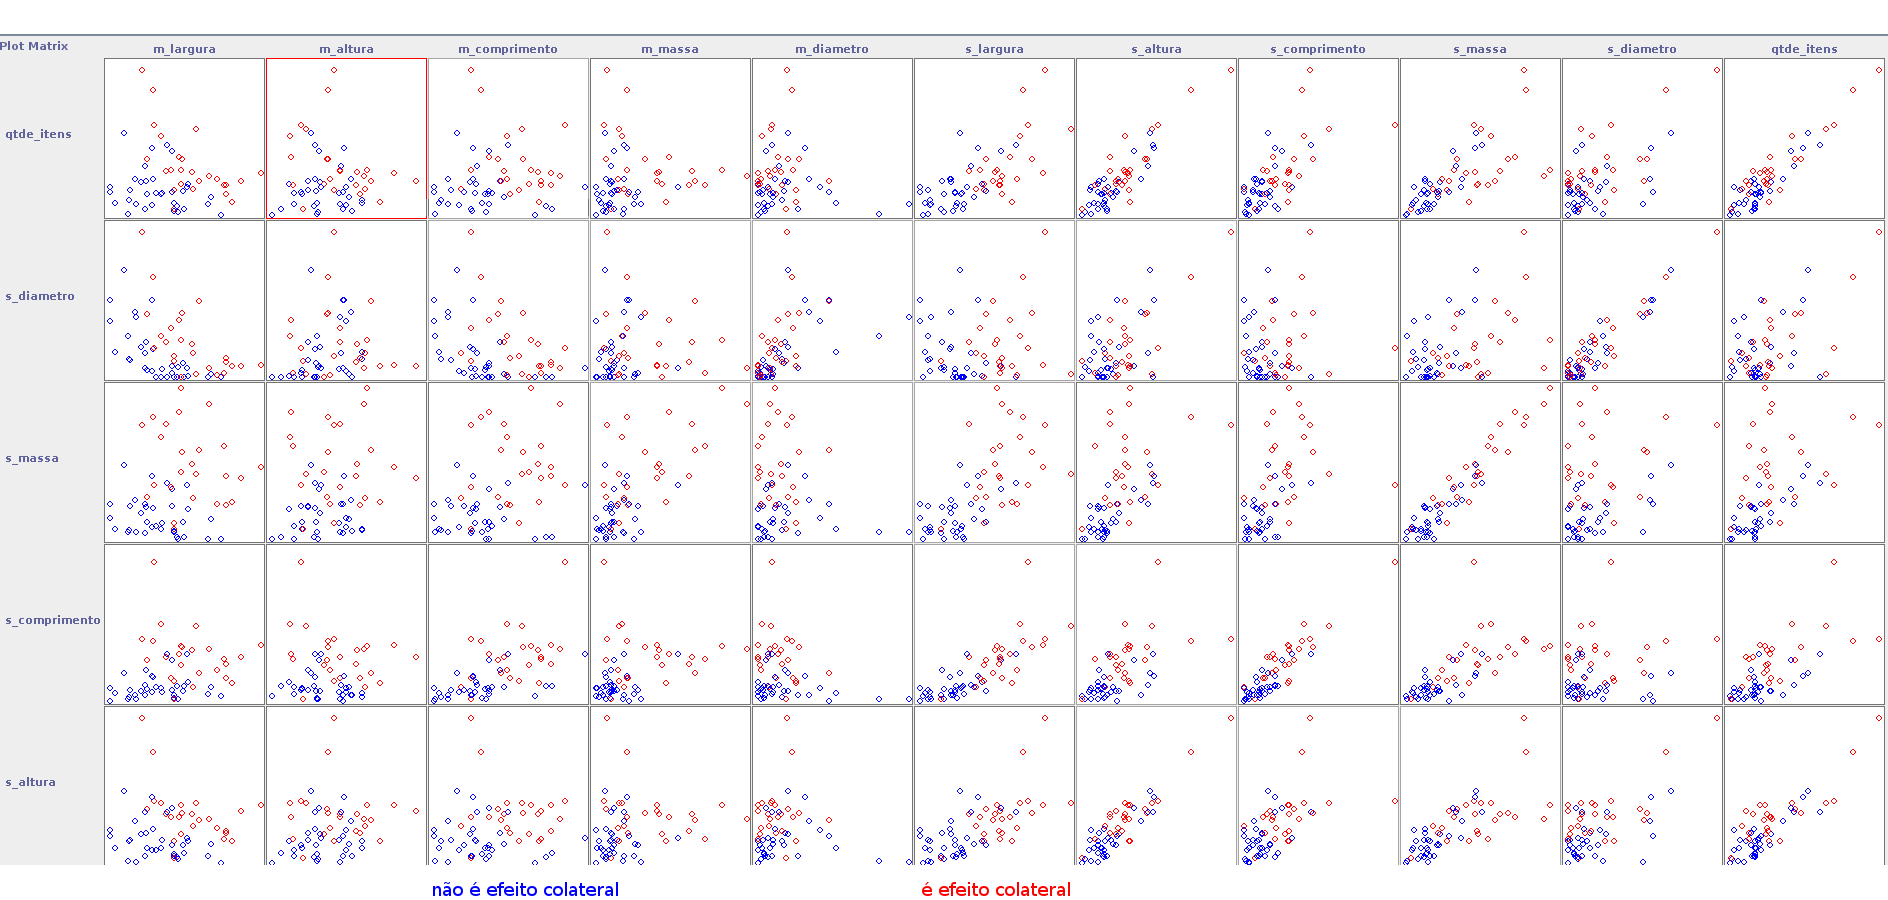 Plot Matrix
m_largura m_altura m_comprimento m_massa m_diametro s_largura s_altura s_comprimento s_massa s_diametro qtde_itens
qtde_itens
s_diametro
s_massa
s_comprimento
s_altura
não é efeito colateral é efeito colateral